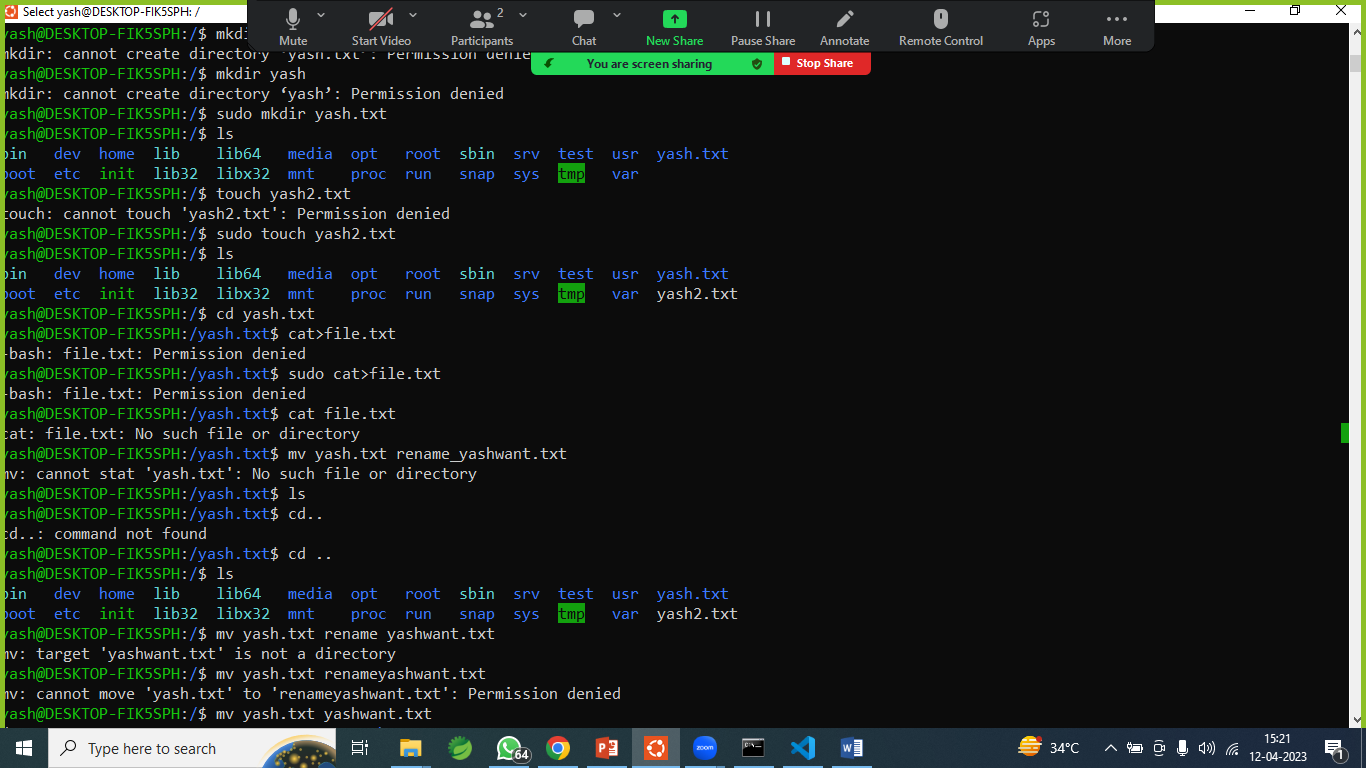 Select yash@DESKTOP-FIK5SPH: /
Mute
Start Video
Participants 2
Chat
New Share
Pause Share
Annotate
Remote Control
Apps
More
You are screen sharing
Stop Share
yash@DESKTOP-FIK5SPH:/$ mkdi
mkdir: cannot create directory 'yash.txt': Permission denie
yash@DESKTOP-FIK5SPH:/$ mkdir yash
mkdir: cannot create directory ‘yash’: Permission denied
yash@DESKTOP-FIK5SPH:/$ sudo mkdir yash.txt
yash@DESKTOP-FIK5SPH:/$ ls
bin dev home lib lib64 media opt root sbin srv test usr yash.txt
boot etc init lib32 libx32 mnt proc run snap sys tmp var
yash@DESKTOP-FIK5SPH:/$ touch yash2.txt
touch: cannot touch 'yash2.txt': Permission denied
yash@DESKTOP-FIK5SPH:/$ sudo touch yash2.txt
yash@DESKTOP-FIK5SPH:/$ ls
bin dev home lib lib64 media opt root sbin srv test usr yash.txt
boot etc init lib32 libx32 mnt proc run snap sys tmp var yash2.txt
yash@DESKTOP-FIK5SPH:/$ cd yash.txt
yash@DESKTOP-FIK5SPH:/yash.txt$ cat>file.txt
-bash: file.txt: Permission denied
yash@DESKTOP-FIK5SPH:/yash.txt$ sudo cat>file.txt
-bash: file.txt: Permission denied
yash@DESKTOP-FIK5SPH:/yash.txt$ cat file.txt
cat: file.txt: No such file or directory
yash@DESKTOP-FIK5SPH:/yash.txt$ mv yash.txt rename_yashwant.txt
mv: cannot stat 'yash.txt': No such file or directory
yash@DESKTOP-FIK5SPH:/yash.txt$ ls
yash@DESKTOP-FIK5SPH:/yash.txt$ cd..
cd..: command not found
yash@DESKTOP-FIK5SPH:/yash.txt$ cd ..
yash@DESKTOP-FIK5SPH:/$ ls
bin dev home lib lib64 media opt root sbin srv test usr yash.txt
boot etc init lib32 libx32 mnt proc run snap sys tmp var yash2.txt
yash@DESKTOP-FIK5SPH:/$ mv yash.txt rename yashwant.txt
mv: target 'yashwant.txt' is not a directory
yash@DESKTOP-FIK5SPH:/$ mv yash.txt renameyashwant.txt
mv: cannot move 'yash.txt' to 'renameyashwant.txt': Permission denied
yash@DESKTOP-FIK5SPH:/$ mv yash.txt yashwant.txt
Type here to search
64
zoom
34°C
15:21
12-04-2023
1